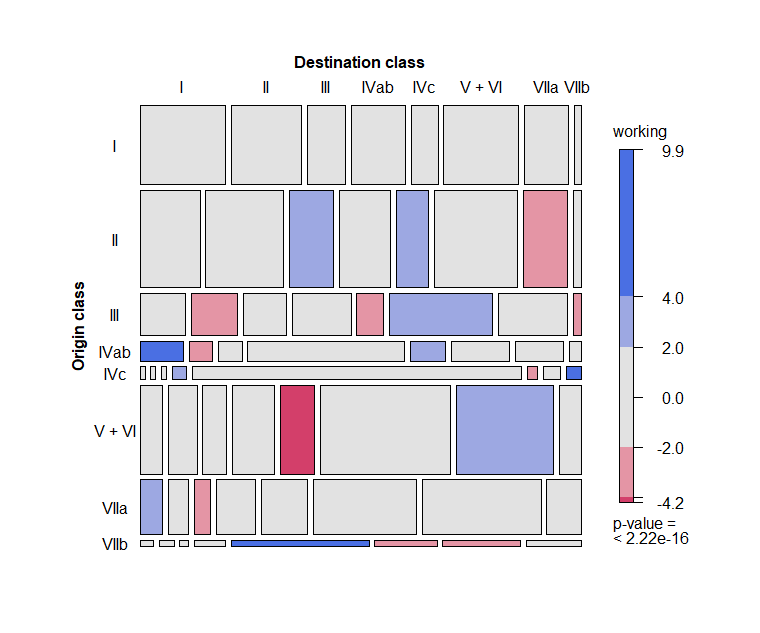 Destination class
I II III IVab IVc V + VI VIIa VIIb
Origin class
I
II
III
IVab
IVc
V + VI
VIIa
VIIb
working
9.9
4.0
2.0
0.0
-2.0
-4.2
p-value =
< 2.22e-16